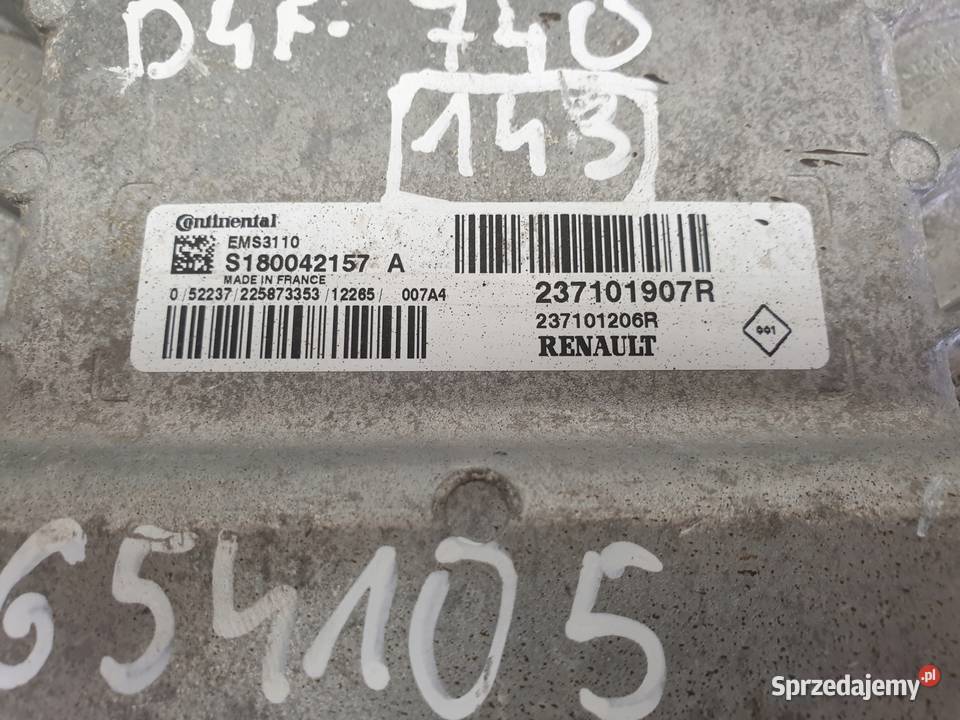 D4F. 740
143
Continental
EMS3110
S180042157 A
MADE IN FRANCE
0/52237/225873353/12265/ 007A4
237101907R
237101206R
RENAULT
001
654105
Sprzedajemy.pl